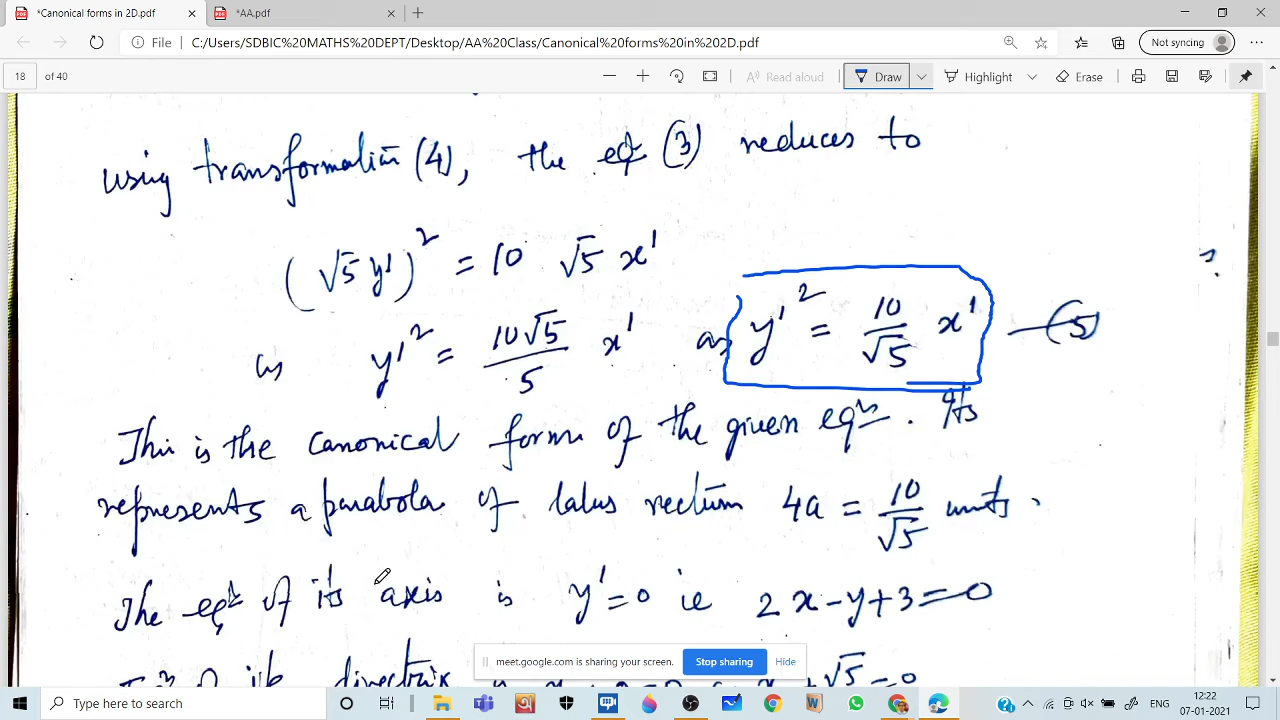 *Canonical forms in 2D.pdf
*AA.pdf
C:/Users/SDBIC%20MATHS%20DEPT/Desktop/AA%20Class/Canonical%20forms%20in%202D.pdf
Not syncing
18 of 40
Read aloud
Draw
Highlight
Erase
using transformation (4), the eq (3) reduces to
(√5 y')² = 10 √5 x'
y'² = 10√5/5 x' or y'² = 10/√5 x' —(5)
This is the canonical form of the given eqn. Its
represents a parabola of latus rectum 4a = 10/√5 units.
The eqn of its axis is y' = 0 ie 2x-y+3=0
its directrix
meet.google.com is sharing your screen.
Stop sharing
Hide
Type here to search
ENG
12:22
07-01-2021